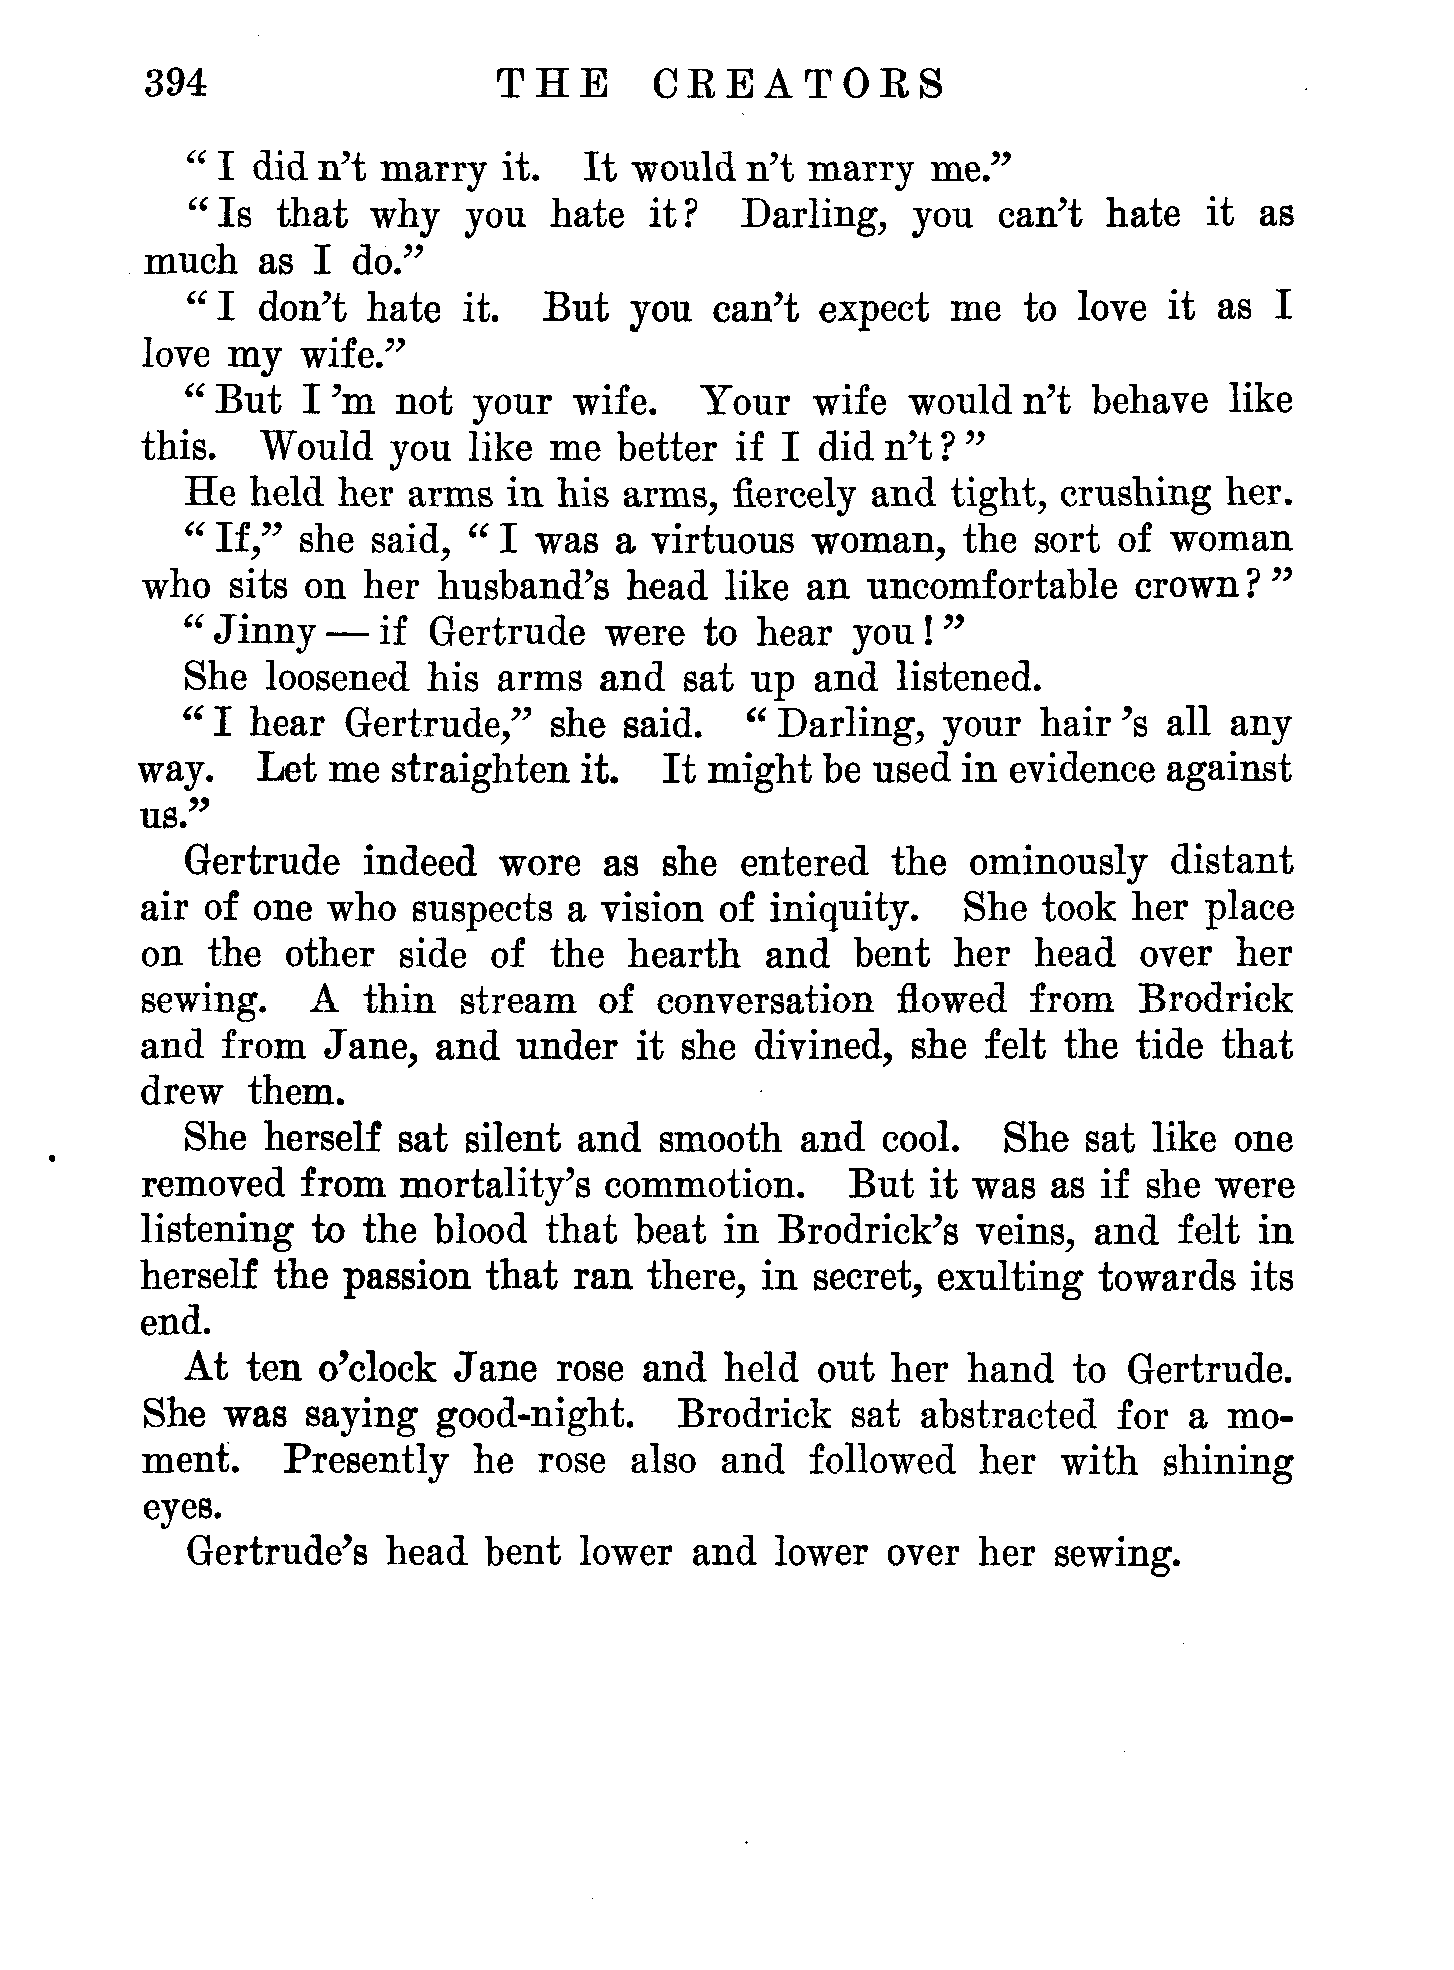 394 THE CREATORS
“I did n’t marry it. It would n’t marry me.”
“Is that why you hate it? Darling, you can’t hate it as
much as I do.”
“I don’t hate it. But you can’t expect me to love it as I
love my wife.”
“But I ’m not your wife. Your wife would n’t behave like
this. Would you like me better if I did n’t?”
He held her arms in his arms, fiercely and tight, crushing her.
“If,” she said, “I was a virtuous woman, the sort of woman
who sits on her husband’s head like an uncomfortable crown?”
“Jinny — if Gertrude were to hear you!”
She loosened his arms and sat up and listened.
“I hear Gertrude,” she said. “Darling, your hair ’s all any
way. Let me straighten it. It might be used in evidence against
us.”
Gertrude indeed wore as she entered the ominously distant
air of one who suspects a vision of iniquity. She took her place
on the other side of the hearth and bent her head over her
sewing. A thin stream of conversation flowed from Brodrick
and from Jane, and under it she divined, she felt the tide that
drew them.
She herself sat silent and smooth and cool. She sat like one
removed from mortality’s commotion. But it was as if she were
listening to the blood that beat in Brodrick’s veins, and felt in
herself the passion that ran there, in secret, exulting towards its
end.
At ten o’clock Jane rose and held out her hand to Gertrude.
She was saying good-night. Brodrick sat abstracted for a mo-
ment. Presently he rose also and followed her with shining
eyes.
Gertrude’s head bent lower and lower over her sewing.